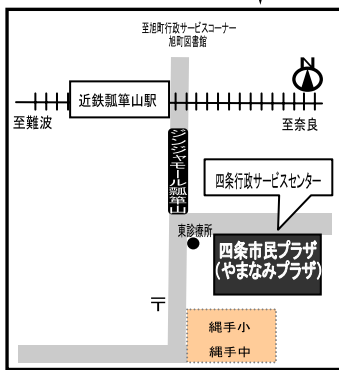 至旭町行政サービスコーナー
旭町図書館
N
近鉄瓢箪山駅
至難波
至奈良
ジンジャモール瓢箪山
四条行政サービスセンター
東診療所
四条市民プラザ
(やまなみプラザ)
〒
縄手小
縄手中